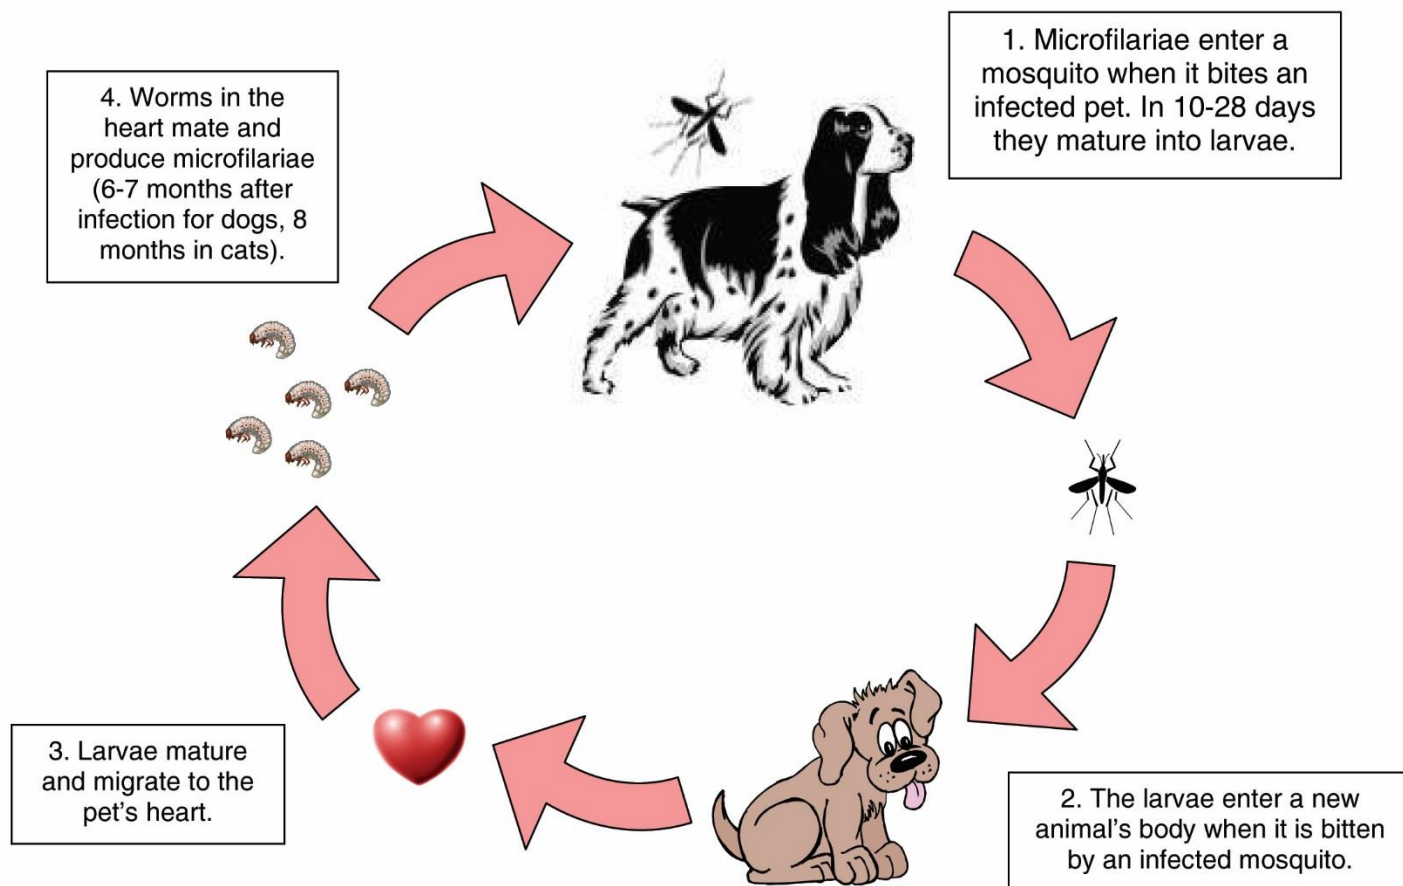 1. Microfilariae enter a
mosquito when it bites an
infected pet. In 10-28 days
they mature into larvae.
2. The larvae enter a new
animal's body when it is bitten
by an infected mosquito.
3. Larvae mature
and migrate to the
pet's heart.
4. Worms in the
heart mate and
produce microfilariae
(6-7 months after
infection for dogs, 8
months in cats).